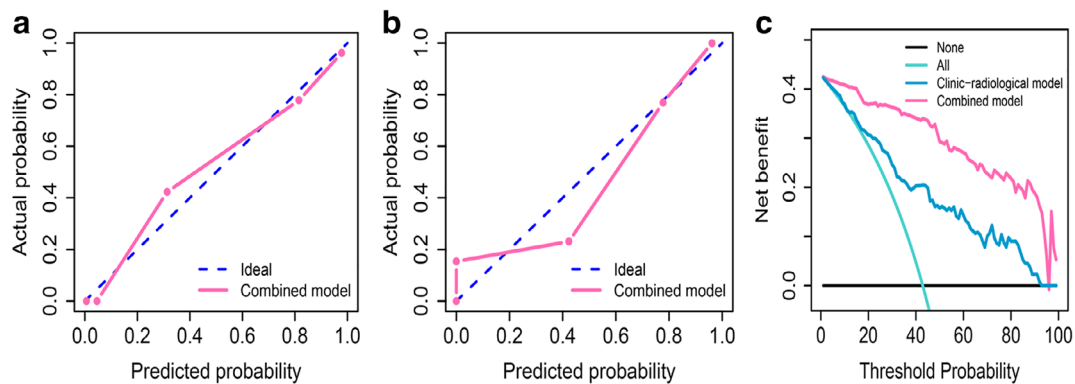 a
Actual probability
1.0
0.8
0.6
0.4
0.2
0.0
Ideal
Combined model
0.0 0.2 0.4 0.6 0.8 1.0
Predicted probability
b
Actual probability
1.0
0.8
0.6
0.4
0.2
0.0
Ideal
Combined model
0.0 0.2 0.4 0.6 0.8 1.0
Predicted probability
c
Net benefit
0.4
0.2
0.0
None
All
Clinic-radiological model
Combined model
0 20 40 60 80 100
Threshold Probability